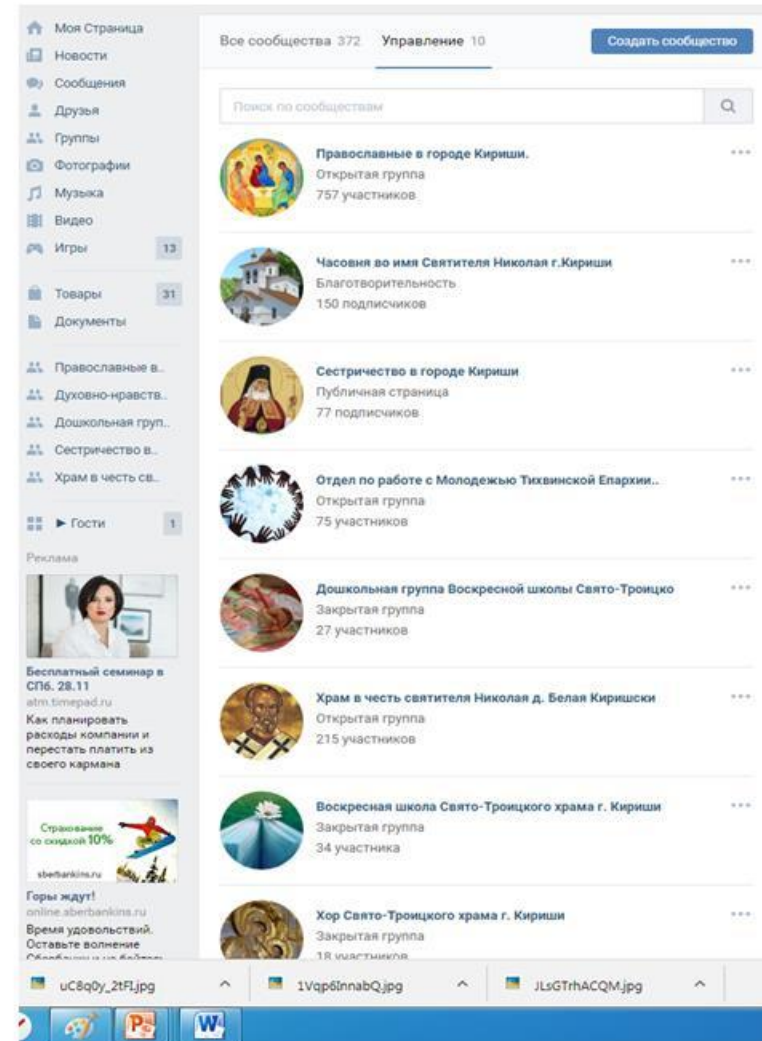 Моя Страница
Новости
Сообщения
Друзья
Группы
Фотографии
Музыка
Видео
Игры 13
Товары 31
Документы
Православные в..
Духовно-нравств..
Дошкольная груп..
Сестричество в..
Храм в честь св..
► Гости 1
Реклама
Бесплатный семинар в
СПб. 28.11
atm.timepad.ru
Как планировать
расходы компании и
перестать платить из
своего кармана
Страхование
со скидкой 10%
sberbankins.ru
Горы ждут!
online.sberbankins.ru
Время удовольствий.
Оставьте волнение
Сбербанку и не бойтесь
Все сообщества 372 Управление 10 Создать сообщество
Поиск по сообществам
Православные в городе Кириши.
Открытая группа
757 участников
Часовня во имя Святителя Николая г.Кириши
Благотворительность
150 подписчиков
Сестричество в городе Кириши
Публичная страница
77 подписчиков
Отдел по работе с Молодежью Тихвинской Епархии..
Открытая группа
75 участников
Дошкольная группа Воскресной школы Свято-Троицко
Закрытая группа
27 участников
Храм в честь святителя Николая д. Белая Киришски
Открытая группа
215 участников
Воскресная школа Свято-Троицкого храма г. Кириши
Закрытая группа
34 участника
Хор Свято-Троицкого храма г. Кириши
Закрытая группа
18 участников
uC8q0y_2tFI.jpg 1Vqp6InnabQ.jpg JLsGTrhACQM.jpg